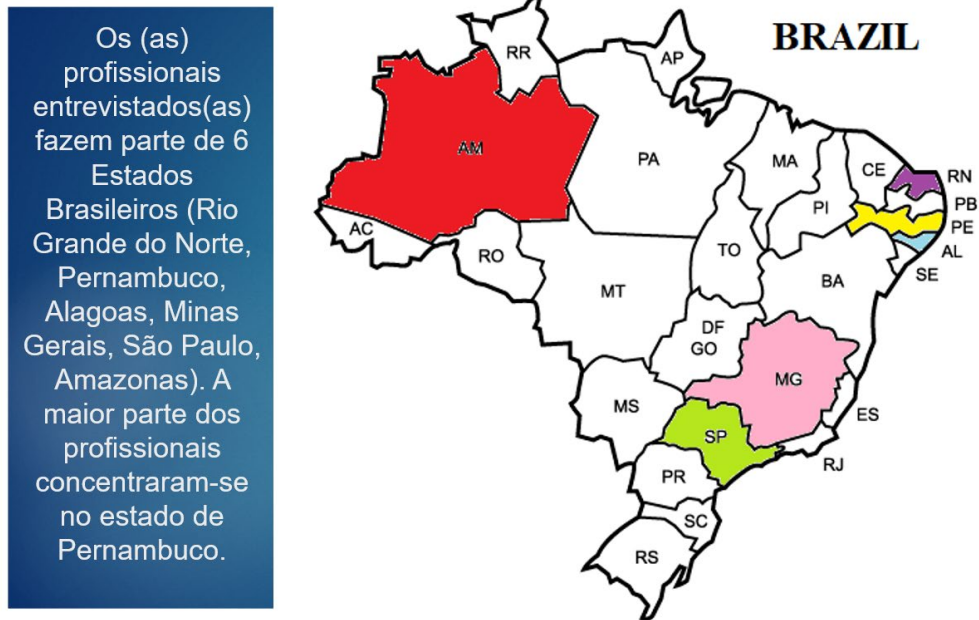 Os (as)
profissionais
entrevistados(as)
fazem parte de 6
Estados
Brasileiros (Rio
Grande do Norte,
Pernambuco,
Alagoas, Minas
Gerais, São Paulo,
Amazonas). A
maior parte dos
profissionais
concentraram-se
no estado de
Pernambuco.
BRAZIL
RR
AP
AM
PA
MA
CE
RN
PB
PE
AL
SE
PI
AC
RO
TO
BA
MT
DF
GO
MG
ES
MS
SP
RJ
PR
SC
RS